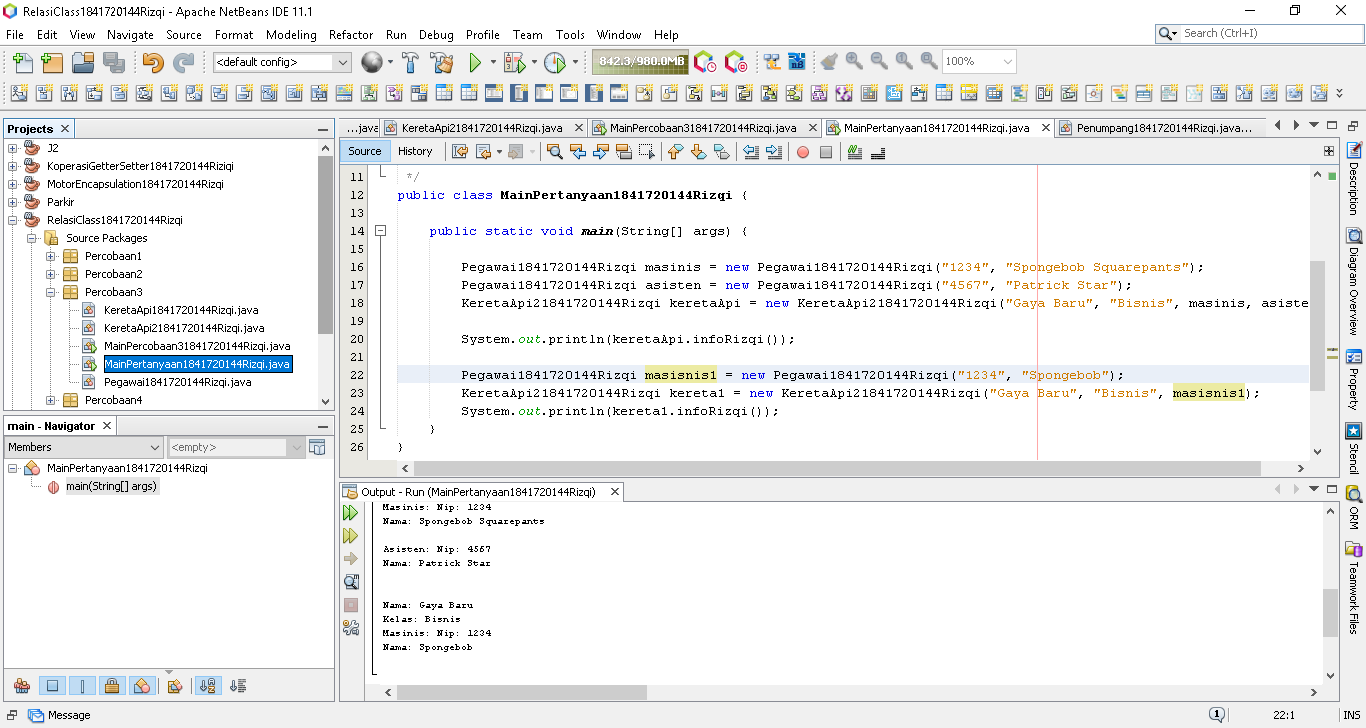 RelasiClass1841720144Rizqi - Apache NetBeans IDE 11.1
File Edit View Navigate Source Format Modeling Refactor Run Debug Profile Team Tools Window Help
Search (Ctrl+I)
<default config>
842.3/980.0MB
100%
Projects
J2
KoperasiGetterSetter1841720144Riziqi
MotorEncapsulation1841720144Rizqi
Parkir
RelasiClass1841720144Rizqi
Source Packages
Percobaan1
Percobaan2
Percobaan3
KeretaApi1841720144Rizqi.java
KeretaApi21841720144Rizqi.java
MainPercobaan31841720144Rizqi.java
MainPertanyaan1841720144Rizqi.java
Pegawai1841720144Rizqi.java
Percobaan4
main - Navigator
Members
<empty>
MainPertanyaan1841720144Rizqi
main(String[] args)
...java
KeretaApi21841720144Rizqi.java
MainPercobaan31841720144Rizqi.java
MainPertanyaan1841720144Rizqi.java
Penumpang1841720144Rizqi.java...
Source History
11 */
12 public class MainPertanyaan1841720144Rizqi {
13
14 public static void main(String[] args) {
15
16 Pegawai1841720144Rizqi masinis = new Pegawai1841720144Rizqi("1234", "Spongebob Squarepants");
17 Pegawai1841720144Rizqi asisten = new Pegawai1841720144Rizqi("4567", "Patrick Star");
18 KeretaApi21841720144Rizqi keretaApi = new KeretaApi21841720144Rizqi("Gaya Baru", "Bisnis", masinis, asiste
19
20 System.out.println(keretaApi.infoRizqi());
21
22 Pegawai1841720144Rizqi masisnis1 = new Pegawai1841720144Rizqi("1234", "Spongebob");
23 KeretaApi21841720144Rizqi kereta1 = new KeretaApi21841720144Rizqi("Gaya Baru", "Bisnis", masisnis1);
24 System.out.println(kereta1.infoRizqi());
25 }
26 }
Output - Run (MainPertanyaan1841720144Rizqi)
Masinis: Nip: 1234
Nama: Spongebob Squarepants
Asisten: Nip: 4567
Nama: Patrick Star
Nama: Gaya Baru
Kelas: Bisnis
Masinis: Nip: 1234
Nama: Spongebob
Description
Diagram Overview
Property
Stencil
ORM
Teamwork Files
Message
1
22:1
INS